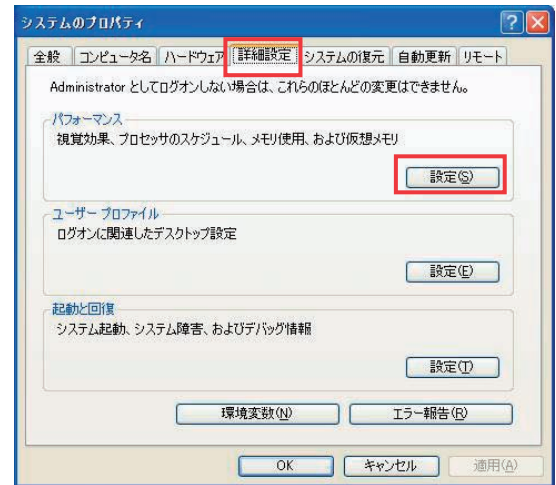 システムのプロパティ
全般 コンピュータ名 ハードウェア 詳細設定 システムの復元 自動更新 リモート
Administrator としてログオンしない場合は、これらのほとんどの変更はできません。
パフォーマンス
視覚効果、プロセッサのスケジュール、メモリ使用、および仮想メモリ
設定(S)
ユーザー プロファイル
ログオンに関連したデスクトップ設定
設定(E)
起動と回復
システム起動、システム障害、およびデバッグ情報
設定(T)
環境変数(N) エラー報告(R)
OK キャンセル 適用(A)